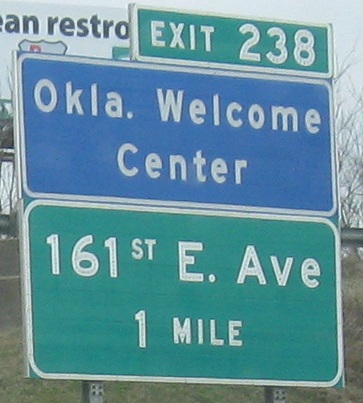 ean restro
EXIT 238
Okla. Welcome
Center
161ST E. Ave
1 MILE